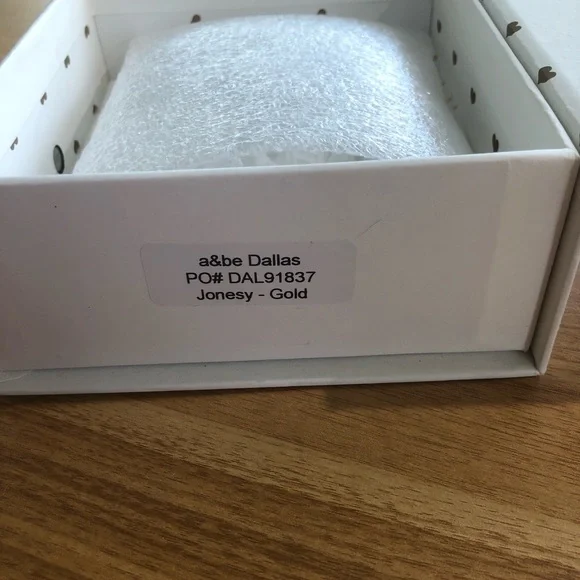 a&be Dallas
PO# DAL91837
Jonesy - Gold